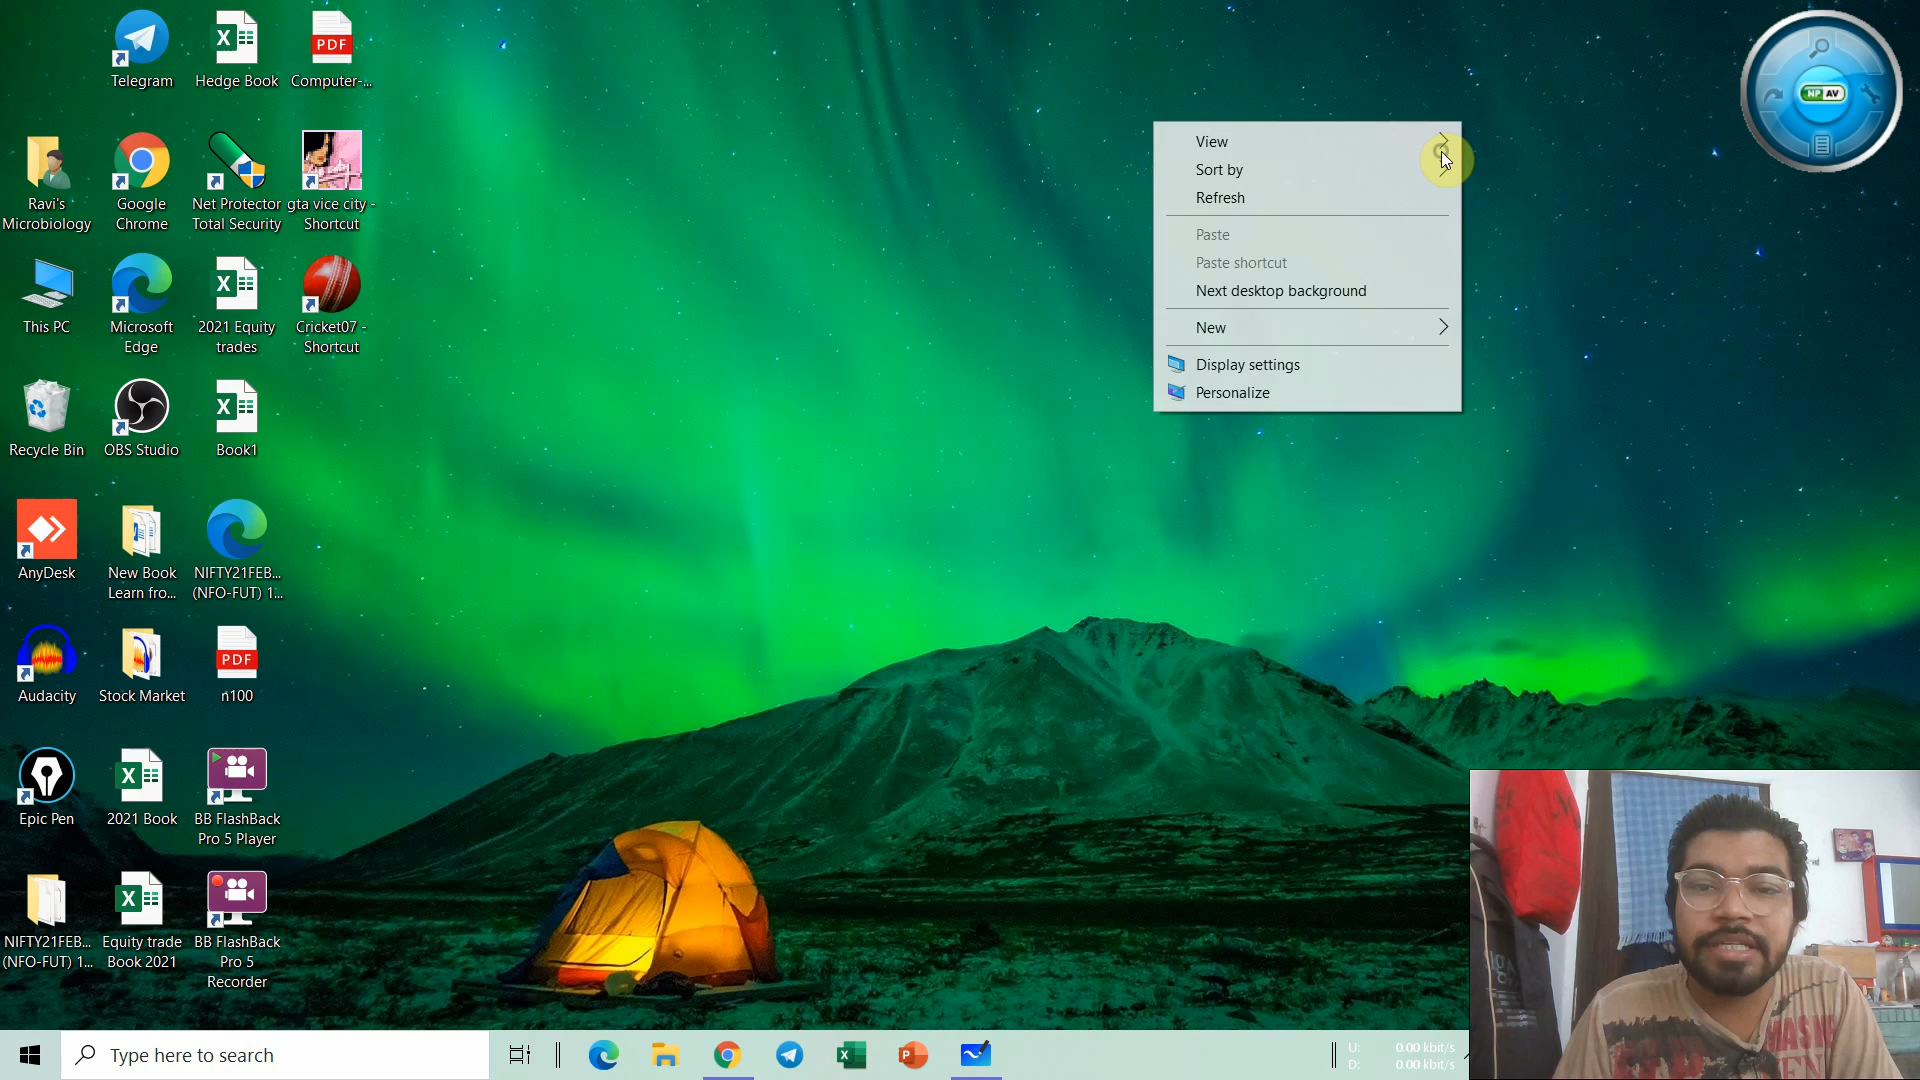 Telegram
Hedge Book
Computer-...
Ravi's
Microbiology
Google
Chrome
Net Protector
Total Security
gta vice city -
Shortcut
This PC
Microsoft
Edge
2021 Equity
trades
Cricket07 -
Shortcut
Recycle Bin
OBS Studio
Book1
AnyDesk
New Book
Learn fro...
NIFTY21FEB...
(NFO-FUT) 1...
Audacity
Stock Market
PDF
n100
Epic Pen
2021 Book
BB FlashBack
Pro 5 Player
NIFTY21FEB...
(NFO-FUT) 1...
Equity trade
Book 2021
BB FlashBack
Pro 5
Recorder
PDF
View
Sort by
Refresh
Paste
Paste shortcut
Next desktop background
New
Display settings
Personalize
NP AV
Type here to search
U: 0.00 kbit/s
D: 0.00 kbit/s